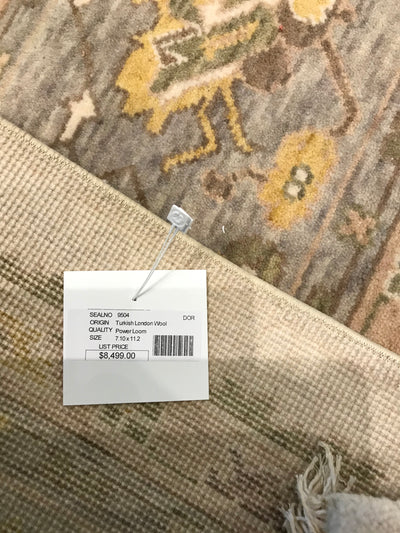 SEALNO 9504 DOR
ORIGIN Turkish London Wool
QUALITY Power Loom
SIZE 7.10 x 11.2
LIST PRICE
$8,499.00